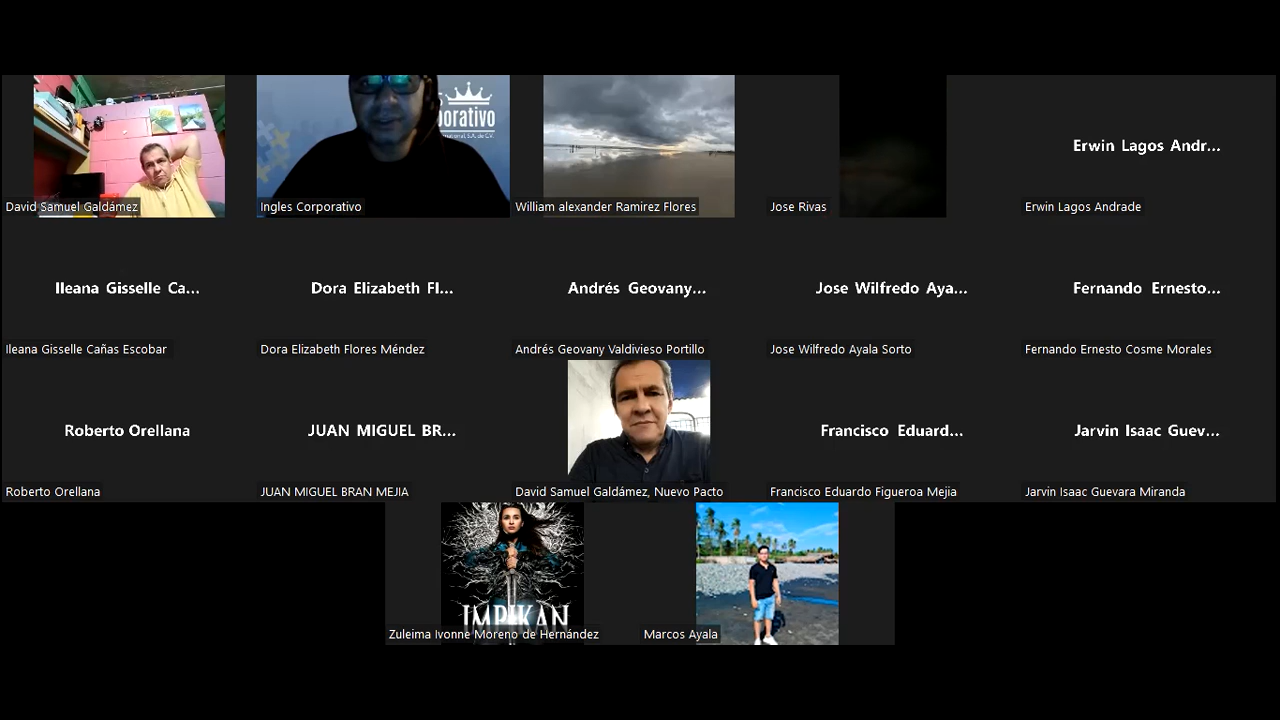 orativo
rnational, S.A. de C.V.
David Samuel Galdámez
Ingles Corporativo
William alexander Ramirez Flores
Jose Rivas
Erwin Lagos Andr...
Erwin Lagos Andrade
Ileana Gisselle Ca...
Dora Elizabeth Fl...
Andrés Geovany...
Jose Wilfredo Aya...
Fernando Ernesto...
Ileana Gisselle Cañas Escobar
Dora Elizabeth Flores Méndez
Andrés Geovany Valdivieso Portillo
Jose Wilfredo Ayala Sorto
Fernando Ernesto Cosme Morales
Roberto Orellana
JUAN MIGUEL BR...
Francisco Eduard...
Jarvin Isaac Guev...
Roberto Orellana
JUAN MIGUEL BRAN MEJIA
David Samuel Galdámez, Nuevo Pacto
Francisco Eduardo Figueroa Mejia
Jarvin Isaac Guevara Miranda
IMPIKAN
Zuleima Ivonne Moreno de Hernández
Marcos Ayala